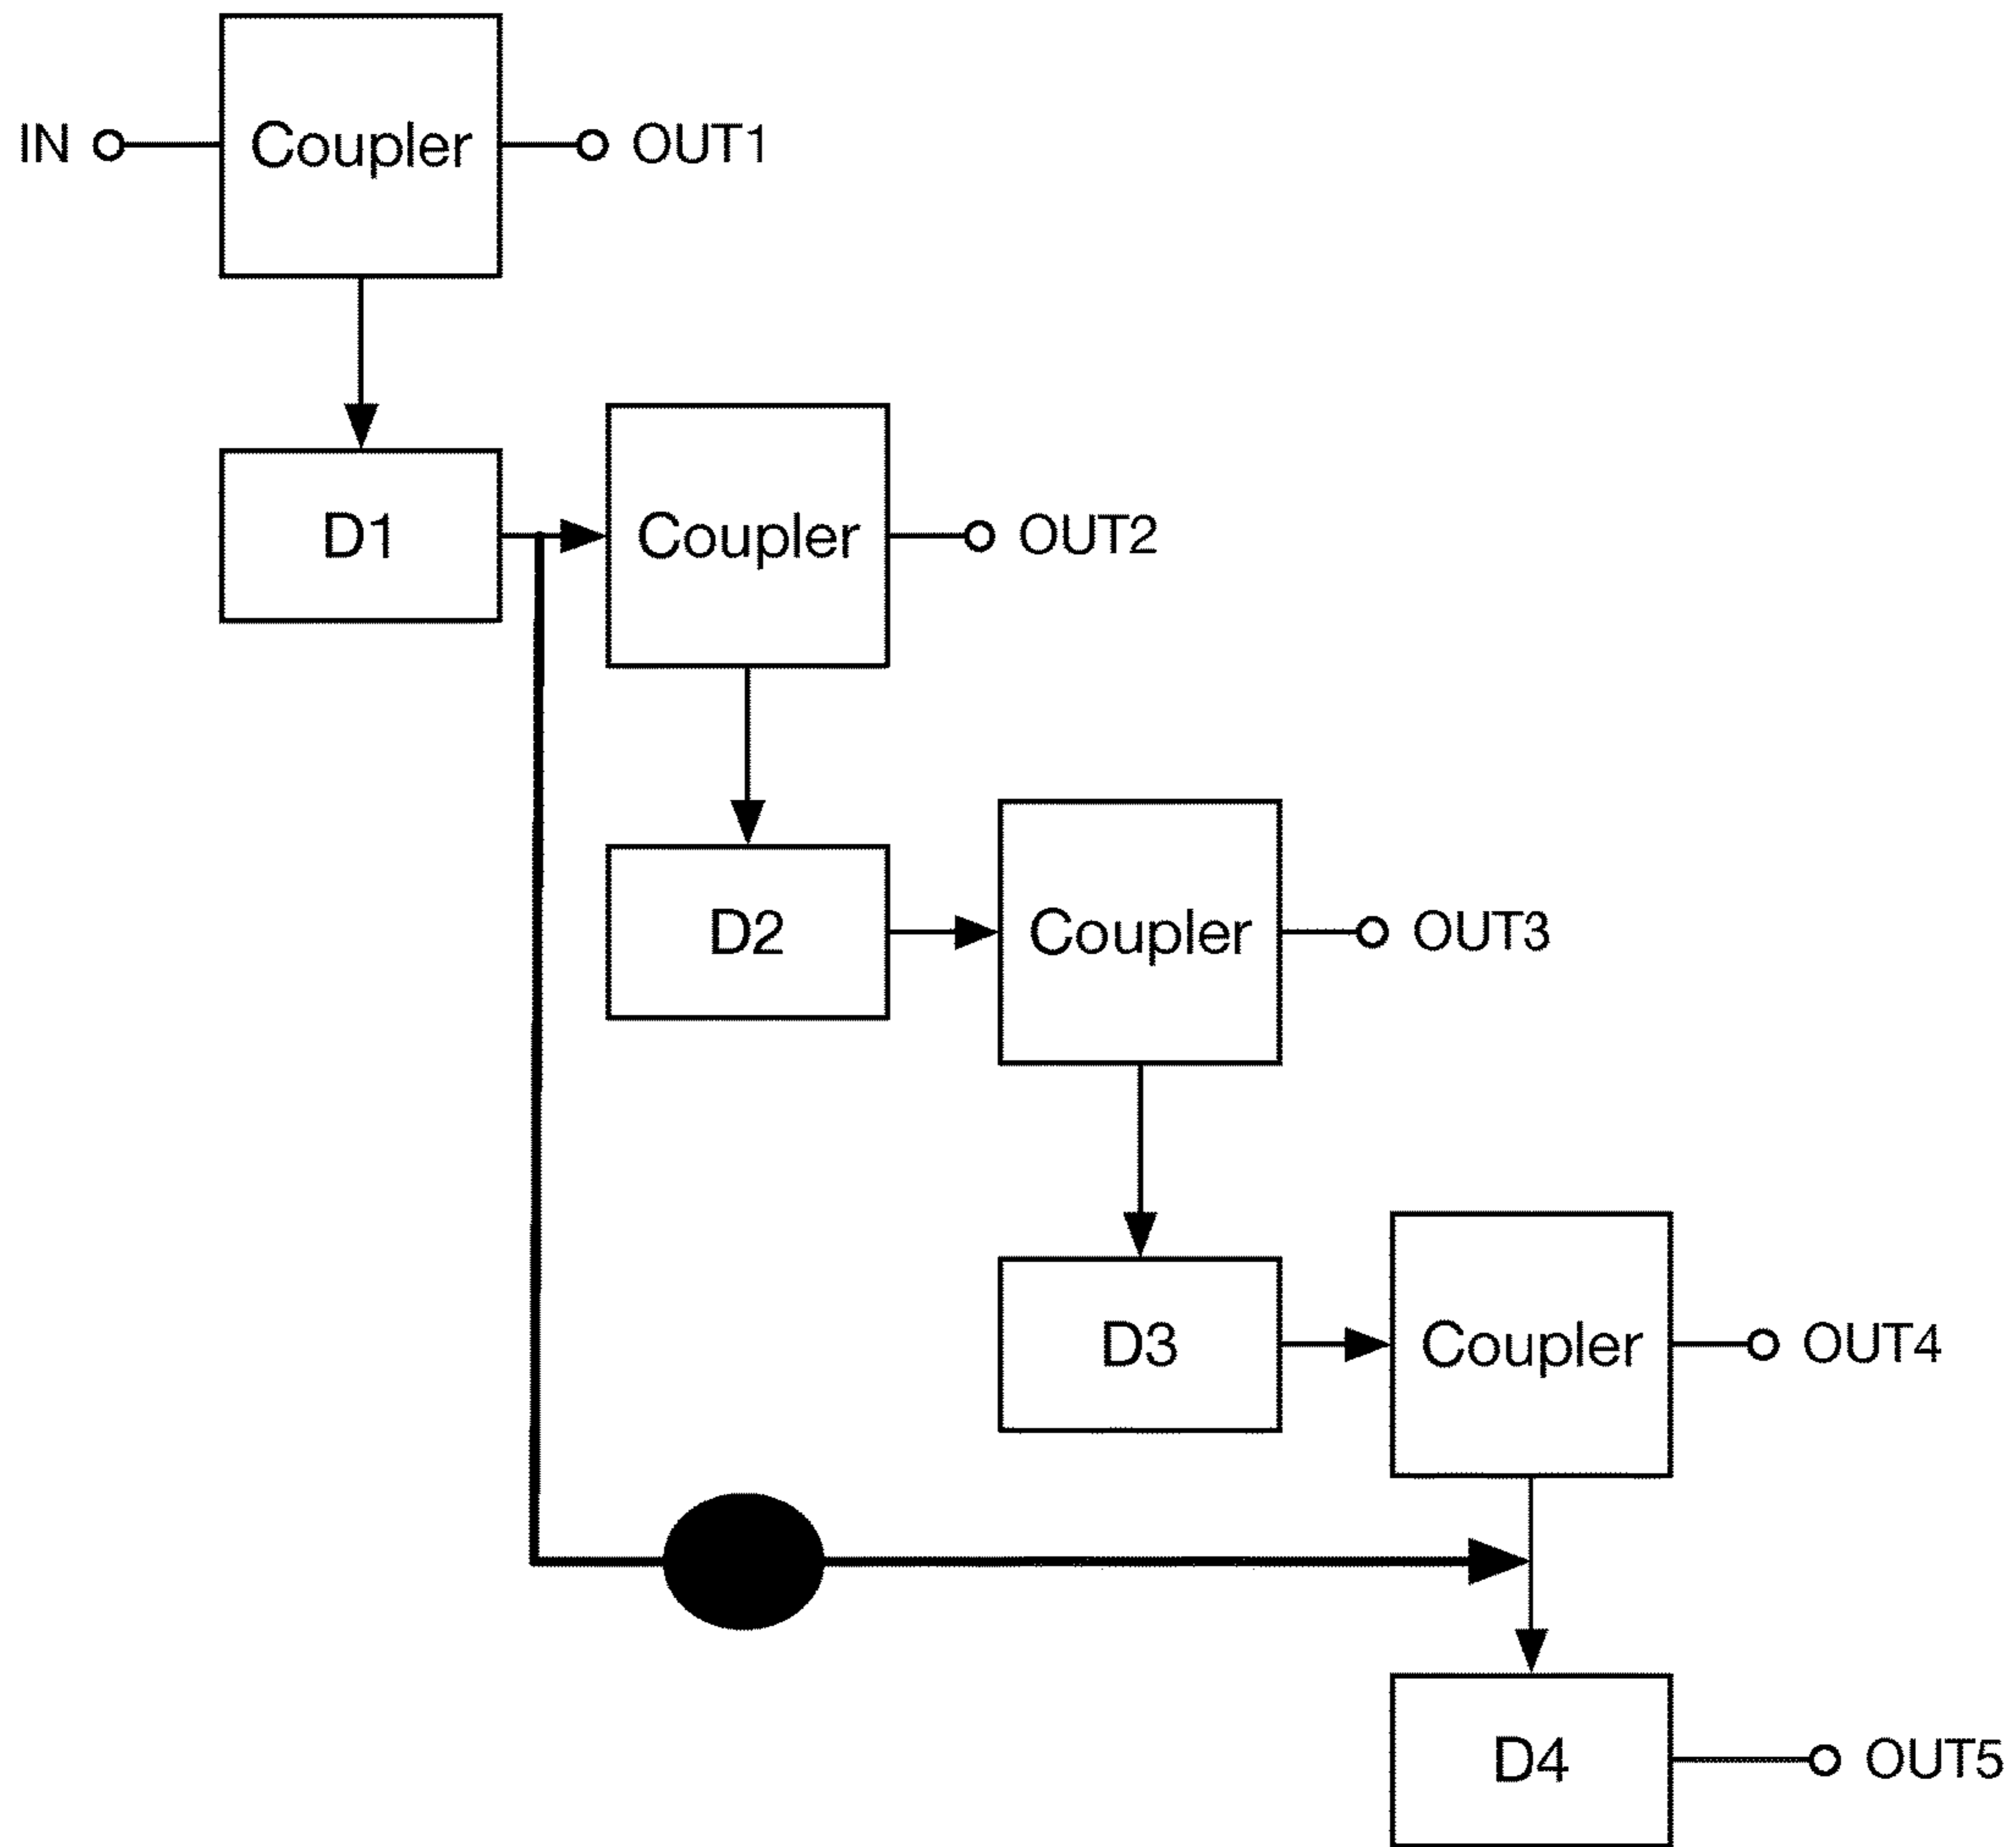 IN Coupler OUT1
D1 Coupler OUT2
D2 Coupler OUT3
D3 Coupler OUT4
D4 OUT5